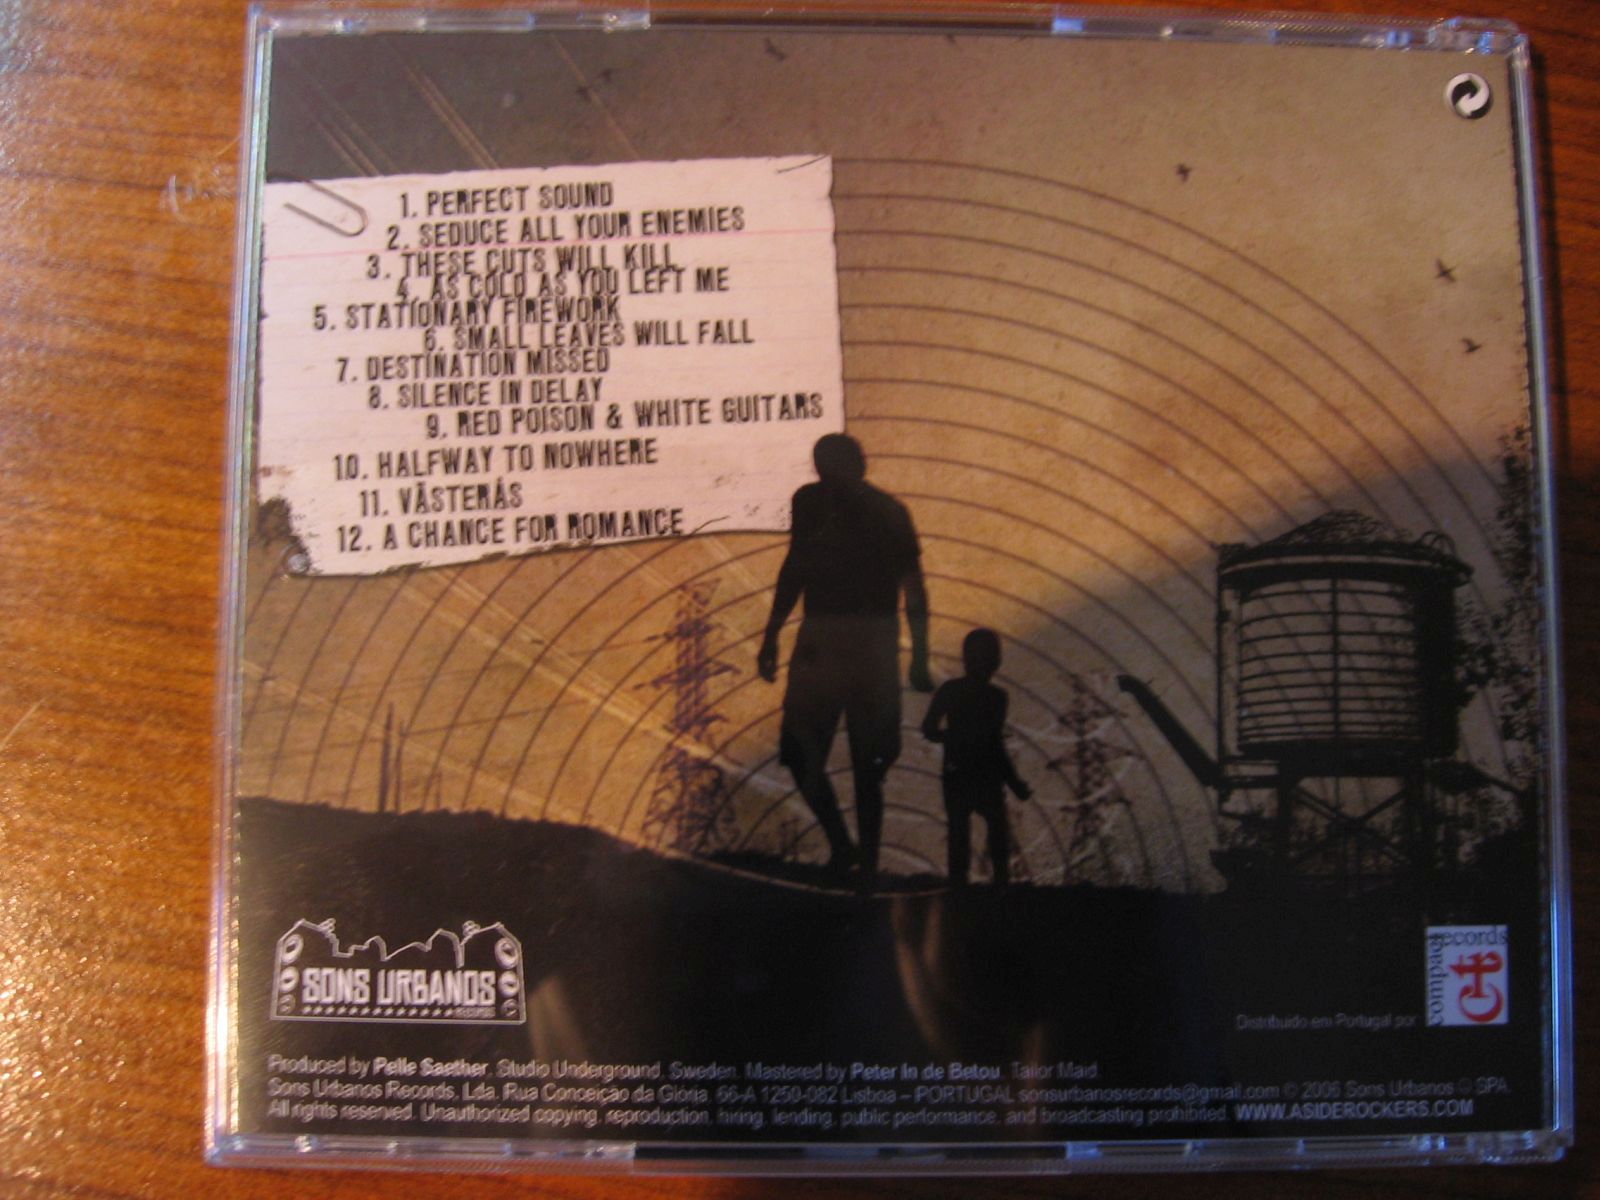 1. PERFECT SOUND
2. SEDUCE ALL YOUR ENEMIES
3. THESE CUTS WILL KILL
4. AS COLD AS YOU LEFT ME
5. STATIONARY FIREWORK
6. SMALL LEAVES WILL FALL
7. DESTINATION MISSED
8. SILENCE IN DELAY
9. RED POISON & WHITE GUITARS
10. HALFWAY TO NOWHERE
11. VÄSTERÅS
12. A CHANCE FOR ROMANCE
SONS URBANOS
RECORDS
Distribuido em Portugal por
compact records
ct
Produced by Pelle Saether. Studio Underground. Sweden. Mastered by Peter In de Betou. Tailor Maid.
Sons Urbanos Records, Lda. Rua Conceição da Glória, 66-A 1250-082 Lisboa – PORTUGAL sonsurbanosrecords@gmail.com © 2006 Sons Urbanos © SPA.
All rights reserved. Unauthorized copying, reproduction, hiring, lending, public performance, and broadcasting prohibited. WWW.ASIDEROCKERS.COM